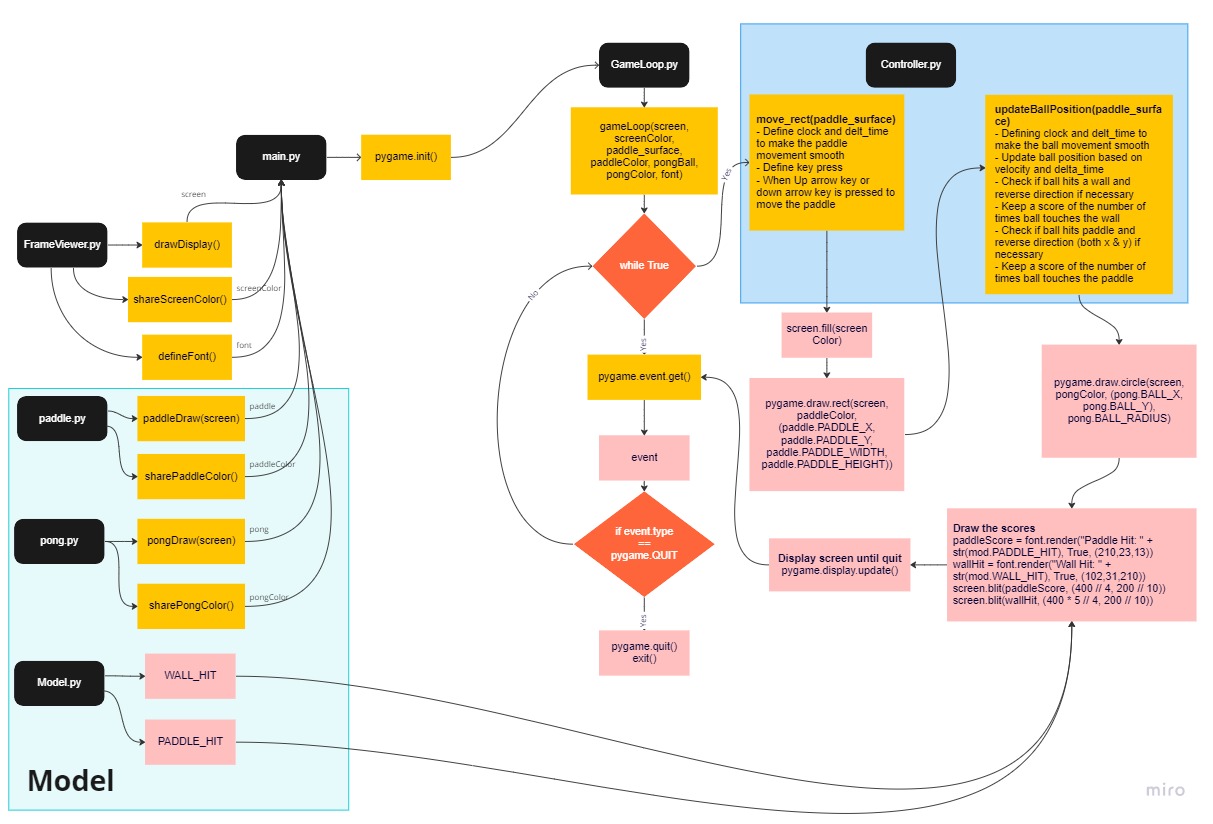 GameLoop.py
Controller.py
gameLoop(screen,
screenColor,
paddle_surface,
paddleColor, pongBall,
pongColor, font)
move_rect(paddle_surface)
- Define clock and delt_time
to make the paddle
movement smooth
- Define key press
- When Up arrow key or
down arrow key is pressed to
move the paddle
updateBallPosition(paddle_surfa
ce)
- Defining clock and delt_time to
make the ball movement smooth
- Update ball position based on
velocity and delta_time
- Check if ball hits a wall and
reverse direction if necessary
- Keep a score of the number of
times ball touches the wall
- Check if ball hits paddle and
reverse direction (both x & y) if
necessary
- Keep a score of the number of
times ball touches the paddle
main.py
pygame.init()
screen
FrameViewer.py
drawDisplay()
shareScreenColor()
screenColor
defineFont()
font
while True
Yes
No
Yes
pygame.event.get()
event
if event.type
==
pygame.QUIT
Yes
pygame.quit()
exit()
screen.fill(screen
Color)
pygame.draw.rect(screen,
paddleColor,
(paddle.PADDLE_X,
paddle.PADDLE_Y,
paddle.PADDLE_WIDTH,
paddle.PADDLE_HEIGHT))
pygame.draw.circle(screen,
pongColor, (pong.BALL_X,
pong.BALL_Y),
pong.BALL_RADIUS)
Draw the scores
paddleScore = font.render("Paddle Hit: " +
str(mod.PADDLE_HIT), True, (210,23,13))
wallHit = font.render("Wall Hit: " +
str(mod.WALL_HIT), True, (102,31,210))
screen.blit(paddleScore, (400 // 4, 200 // 10))
screen.blit(wallHit, (400 * 5 // 4, 200 // 10))
Display screen until quit
pygame.display.update()
paddle.py
paddleDraw(screen)
paddle
sharePaddleColor()
paddleColor
pong.py
pongDraw(screen)
pong
sharePongColor()
pongColor
Model.py
WALL_HIT
PADDLE_HIT
Model
miro